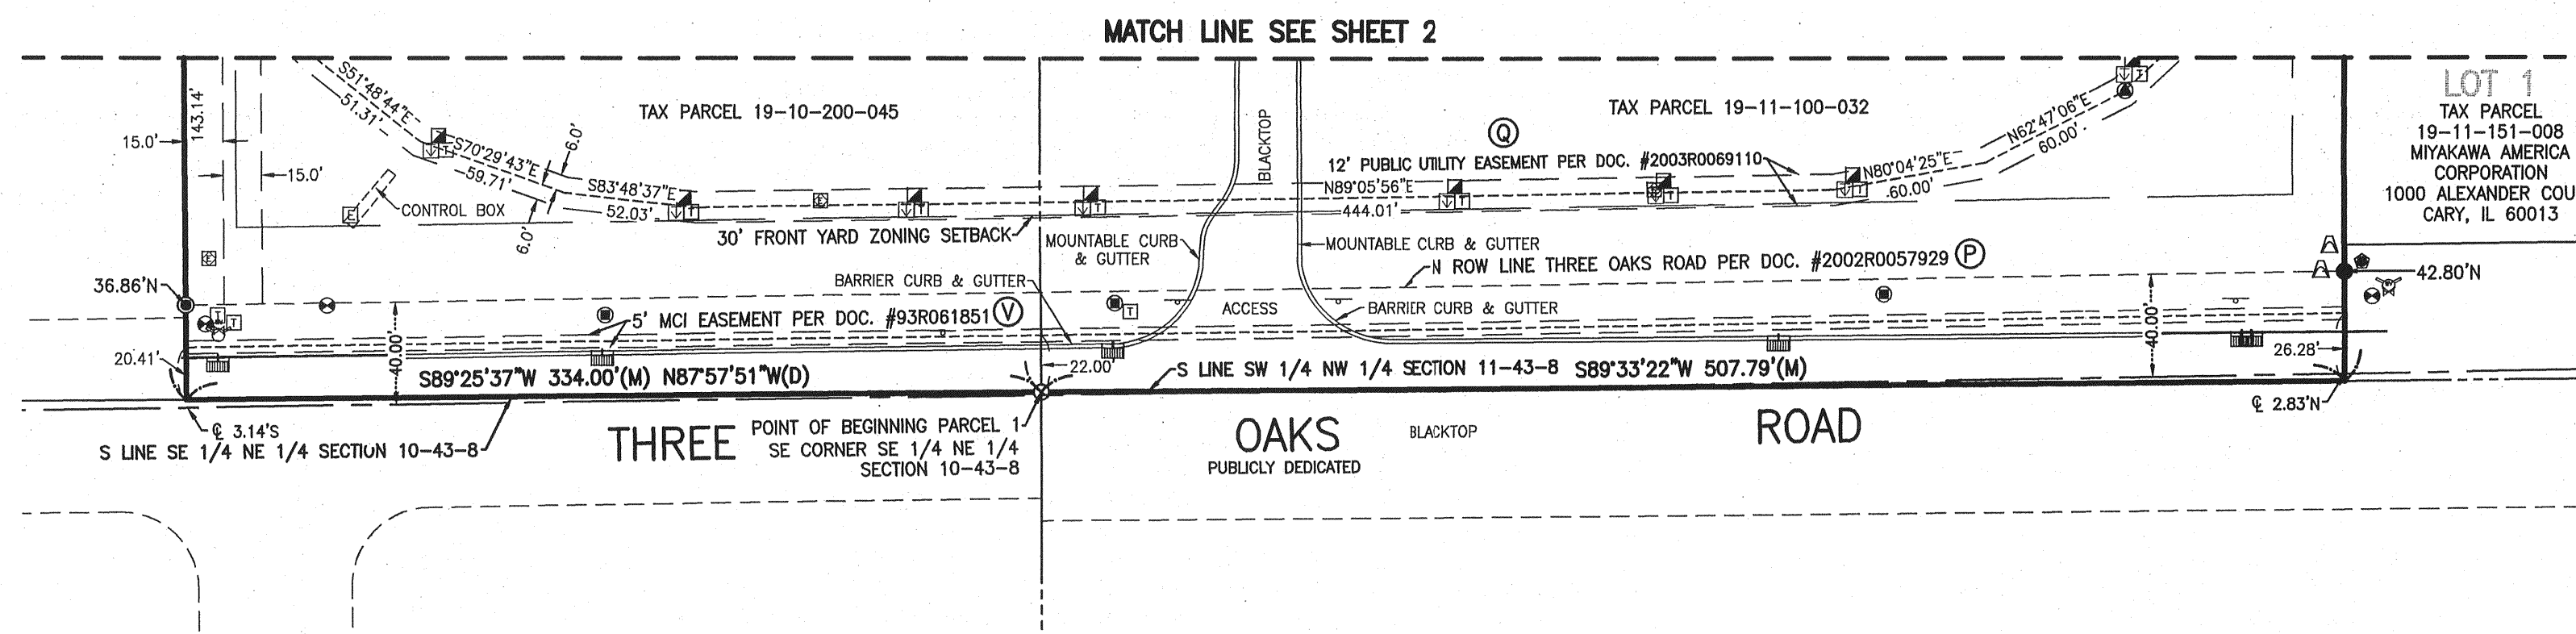 MATCH LINE SEE SHEET 2
S51°48'44"E
51.31'
143.14'
15.0'
15.0'
TAX PARCEL 19-10-200-045
S70°29'43"E
59.71'
6.0'
6.0'
S83°48'37"E
52.03'
E
CONTROL BOX
30' FRONT YARD ZONING SETBACK
BLACKTOP
TAX PARCEL 19-11-100-032
Q
12' PUBLIC UTILITY EASEMENT PER DOC. #2003R0069110
N89°05'56"E
444.01'
N80°04'25"E
60.00'
N62°47'06"E
60.00'
LOT 1
TAX PARCEL
19-11-151-008
MIYAKAWA AMERICA
CORPORATION
1000 ALEXANDER COU
CARY, IL 60013
MOUNTABLE CURB
& GUTTER
MOUNTABLE CURB & GUTTER
N ROW LINE THREE OAKS ROAD PER DOC. #2002R0057929 P
36.86'N
42.80'N
BARRIER CURB & GUTTER
ACCESS
BARRIER CURB & GUTTER
5' MCI EASEMENT PER DOC. #93R061851 V
T
T
T
40.00'
40.00'
20.41'
26.28'
22.00'
S89°25'37"W 334.00'(M) N87°57'51"W(D)
S LINE SW 1/4 NW 1/4 SECTION 11-43-8 S89°33'22"W 507.79'(M)
℄ 3.14'S
℄ 2.83'N
S LINE SE 1/4 NE 1/4 SECTION 10-43-8
POINT OF BEGINNING PARCEL 1
SE CORNER SE 1/4 NE 1/4
SECTION 10-43-8
THREE OAKS ROAD
BLACKTOP
PUBLICLY DEDICATED